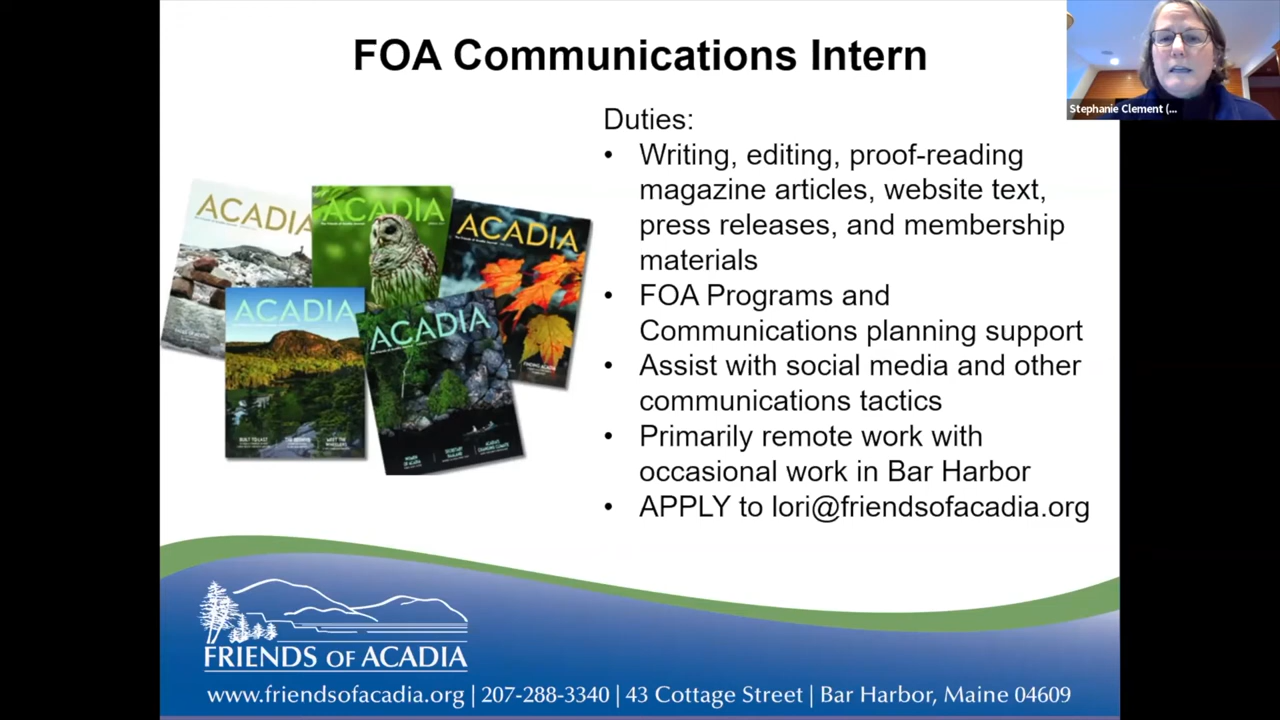 FOA Communications Intern
Stephanie Clement (...
Duties:
• Writing, editing, proof-reading
magazine articles, website text,
press releases, and membership
materials
• FOA Programs and
Communications planning support
• Assist with social media and other
communications tactics
• Primarily remote work with
occasional work in Bar Harbor
• APPLY to lori@friendsofacadia.org
ACADIA
ACADIA
ACADIA
ACADIA
ACADIA
BUILT TO LAST
FRIENDS OF ACADIA
www.friendsofacadia.org | 207-288-3340 | 43 Cottage Street | Bar Harbor, Maine 04609